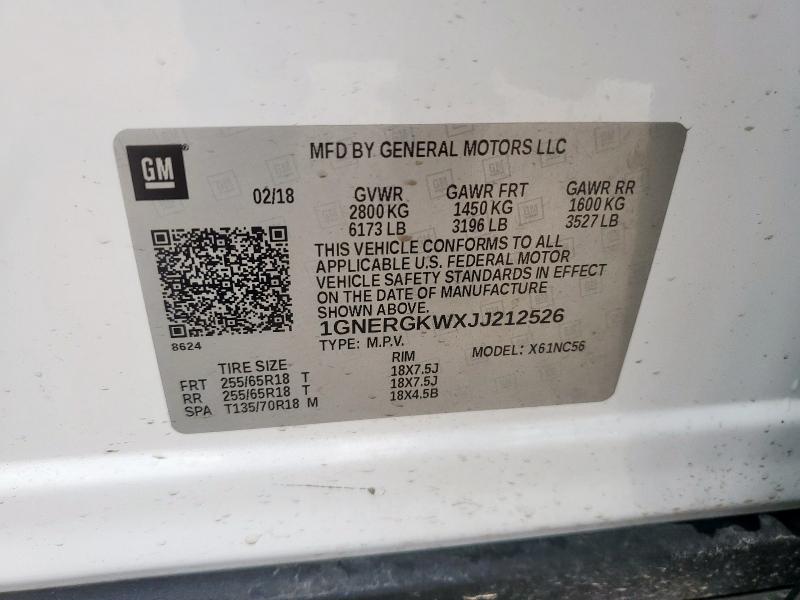 GM
MFD BY GENERAL MOTORS LLC
02/18 GVWR GAWR FRT GAWR RR
2800 KG 1450 KG 1600 KG
6173 LB 3196 LB 3527 LB
THIS VEHICLE CONFORMS TO ALL
APPLICABLE U.S. FEDERAL MOTOR
VEHICLE SAFETY STANDARDS IN EFFECT
ON THE DATE OF MANUFACTURE
SHOWN ABOVE.
1GNERGKWXJJ212526
8624
TYPE: M.P.V. MODEL: X61NC56
TIRE SIZE RIM
FRT 255/65R18 T 18X7.5J
RR 255/65R18 T 18X7.5J
SPA T135/70R18 M 18X4.5B